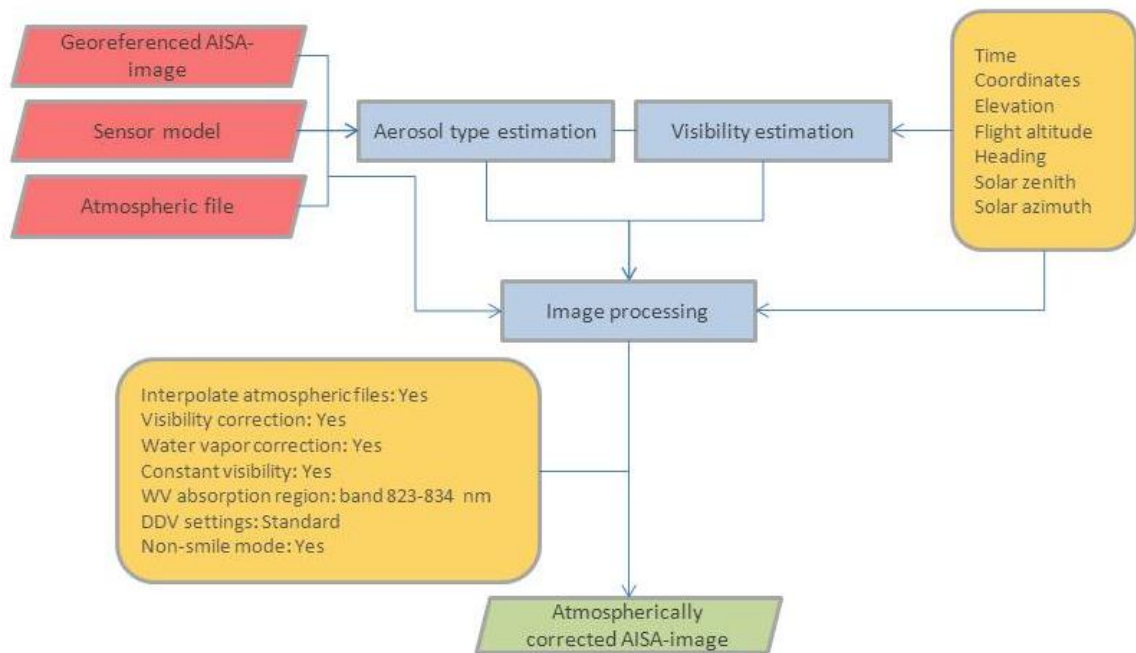 Georeferenced AISA-
image
Sensor model
Atmospheric file
Aerosol type estimation
Visibility estimation
Time
Coordinates
Elevation
Flight altitude
Heading
Solar zenith
Solar azimuth
Image processing
Interpolate atmospheric files: Yes
Visibility correction: Yes
Water vapor correction: Yes
Constant visibility: Yes
WV absorption region: band 823-834 nm
DDV settings: Standard
Non-smile mode: Yes
Atmospherically
corrected AISA-image